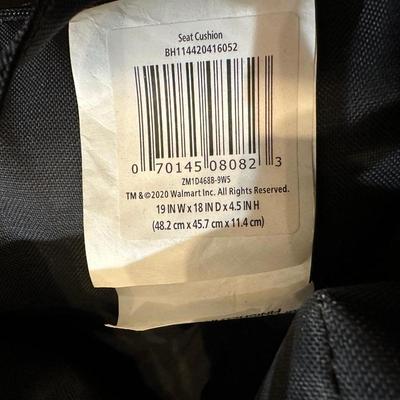 Seat Cushion
BH114420416052
0 70145 08082 3
ZM1D468B-9WS
TM &©2020 Walmart Inc. All Rights Reserved.
19 IN W x 18 IN D x 4.5 IN H
(48.2 cm x 45.7 cm x 11.4 cm)